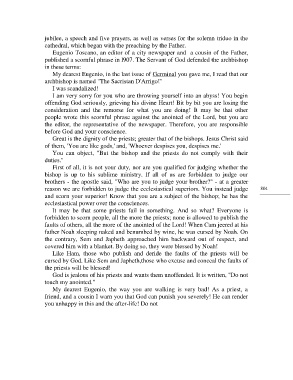 jubilee, a speech and five prayers, as well as verses for the solemn triduo in the
cathedral, which began with the preaching by the Father.
Eugenio Toscano, an editor of a city newspaper and a cousin of the Father,
published a scornful phrase in 1907. The Servant of God defended the archbishop
in these terms:
My dearest Eugenio, in the last issue of Germinal you gave me, I read that our
archbishop is named "The Sacristan D'Arrigo!"
I was scandalized!
I am very sorry for you who are throwing yourself into an abyss! You begin
offending God seriously, grieving his divine Heart! Bit by bit you are losing the
consideration and the remorse for what you are doing! It may be that some other
people wrote this scornful phrase against the anointed of the Lord, but you are
the editor, the representative of the newspaper. Therefore, you are responsible
before God and your conscience.
Great is the dignity of the priests; greater that of the bishops. Jesus Christ said
of them, 'You are like gods,' and, 'Whoever despises you, despises me.'
You can object, "But the bishop and the priests do not comply with their
duties."
First of all, it is not your duty, nor are you qualified for judging whether the
bishop is up to his sublime ministry. If all of us are forbidden to judge our
brothers - the apostle said, "Who are you to judge your brother?" - at a greater
reason we are forbidden to judge the ecclesiastical superiors. You instead judge
and scorn your superior! Know that you are a subject of the bishop; he has the
ecclesiastical power over the consciences.
It may be that some priests fail in something. And so what? Everyone is
forbidden to scorn people, all the more the priests; none is allowed to publish the
faults of others, all the more of the anointed of the Lord! When Cam jeered at his
father Noah sleeping naked and benumbed by wine, he was cursed by Noah. On
the contrary, Sem and Japheth approached him backward out of respect, and
covered him with a blanket. By doing so, they were blessed by Noah!
Like Ham, those who publish and deride the faults of the priests will be
cursed by God. Like Sem and Japheth,those who excuse and conceal the faults of
the priests will be blessed!
God is jealous of his priests and wants them unoffended. It is written, "Do not
touch my anointed."
My dearest Eugenio, the way you are walking is very bad! As a priest, a
friend, and a cousin I warn you that God can punish you severely! He can render
you unhappy in this and the after-life! Do not